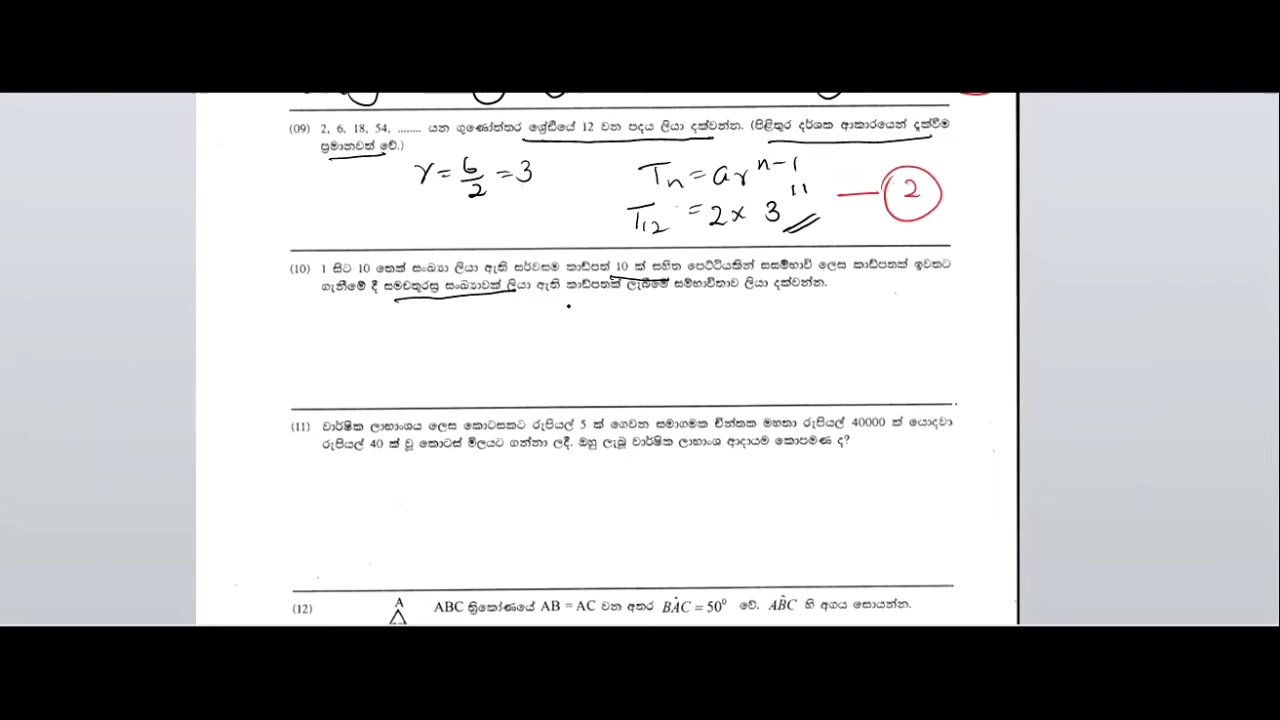 (09) 2, 6, 18, 54, ........ යන ගුණෝත්තර ශ්‍රේඪියේ 12 වන පදය ලියා දක්වන්න. (පිළිතුර දර්ශක ආකාරයෙන් දැක්වීම
ප්‍රමානවක් වේ.)
r = 6/2 = 3
Tn = ar^(n-1)
T12 = 2 × 3^11
2
(10) 1 සිට 10 තෙක් සංඛ්‍යා ලියා ඇති සර්වසම කාඩ්පත් 10 ක් සහිත පෙට්ටියකින් සසම්භාවී ලෙස කාඩ්පතක් ඉවතට
ගැනීමේ දී සමචතුරස්‍ර සංඛ්‍යාවක් ලියා ඇති කාඩ්පතක් ලැබීමේ සම්භාවිතාව ලියා දක්වන්න.
(11) වාර්ෂික ලාභාංශය ලෙස කොටසකට රුපියල් 5 ක් ගෙවන සමාගමක චින්තක මහතා රුපියල් 40000 ක් යොදවා
රුපියල් 40 ක් වූ කොටස් මිලයට ගන්නා ලදී. ඔහු ලැබූ වාර්ෂික ලාභාංශ ආදායම කොපමණ ද?
(12) A ABC ත්‍රිකෝණයේ AB = AC වන අතර BÂC = 50⁰ වේ. AB̂C හි අගය සොයන්න.